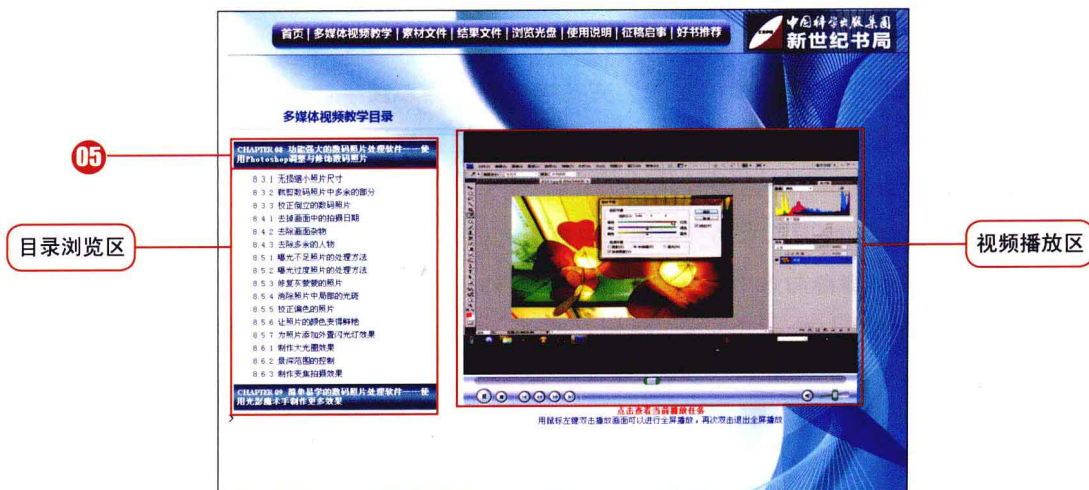 首页 | 多媒体视频教学 | 素材文件 | 结果文件 | 浏览光盘 | 使用说明 | 征稿启事 | 好书推荐
中国科学出版集团
新世纪书局
多媒体视频教学目录
05
CHAPTER 08 功能强大的数码照片处理软件——使
用Photoshop调整与修饰数码照片
8.3.1 无损缩小照片尺寸
8.3.2 裁剪数码照片中多余的部分
8.3.3 校正倒立的数码照片
8.4.1 去掉画面中的拍摄日期
8.4.2 去除画面杂物
8.4.3 去除多余的人物
8.5.1 曝光不足照片的处理方法
8.5.2 曝光过度照片的处理方法
8.5.3 修复灰蒙蒙的照片
8.5.4 消除照片中局部的光斑
8.5.5 校正偏色的照片
8.5.6 让照片的颜色变得鲜艳
8.5.7 为照片添加外置闪光灯效果
8.6.1 制作大光圈效果
8.6.2 景深范围的控制
8.6.3 制作变焦拍摄效果
CHAPTER 09 简单易学的数码照片处理软件——使
用光影魔术手制作更多效果
目录浏览区
视频播放区
点击查看当前播放任务
用鼠标左键双击播放画面可以进行全屏播放，再次双击退出全屏播放